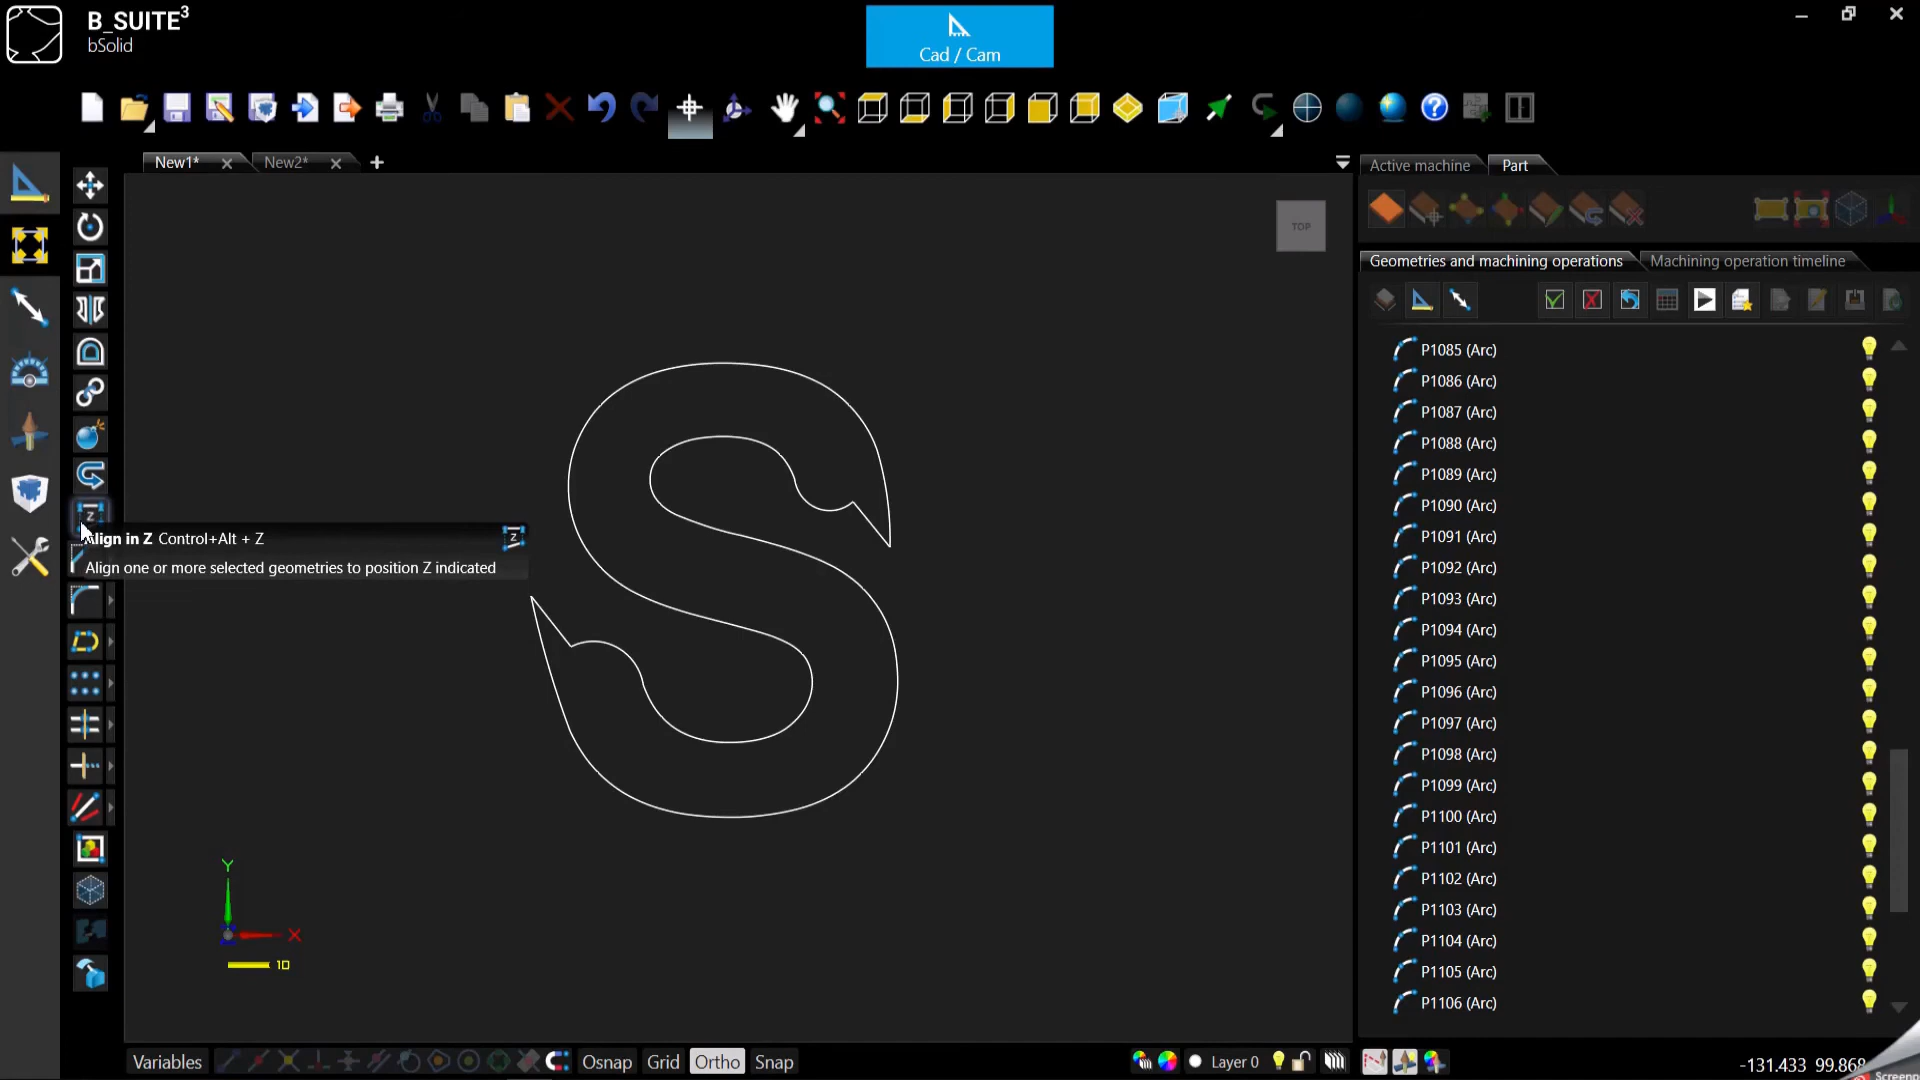 B_SUITE³
bSolid
Cad / Cam
New1*
New2*
Active machine
Part
TOP
Geometries and machining operations
Machining operation timeline
P1085 (Arc)
P1086 (Arc)
P1087 (Arc)
P1088 (Arc)
P1089 (Arc)
P1090 (Arc)
P1091 (Arc)
P1092 (Arc)
P1093 (Arc)
P1094 (Arc)
P1095 (Arc)
P1096 (Arc)
P1097 (Arc)
P1098 (Arc)
P1099 (Arc)
P1100 (Arc)
P1101 (Arc)
P1102 (Arc)
P1103 (Arc)
P1104 (Arc)
P1105 (Arc)
P1106 (Arc)
Z
Align in Z Control+Alt + Z
Z
Align one or more selected geometries to position Z indicated
S
Y
X
10
Variables
Osnap
Grid
Ortho
Snap
Layer 0
-131.433 99.868